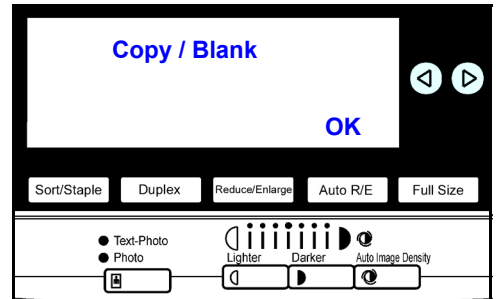 Copy / Blank
OK
Sort/Staple Duplex Reduce/Enlarge Auto R/E Full Size
Text-Photo
Photo
Lighter Darker Auto Image Density